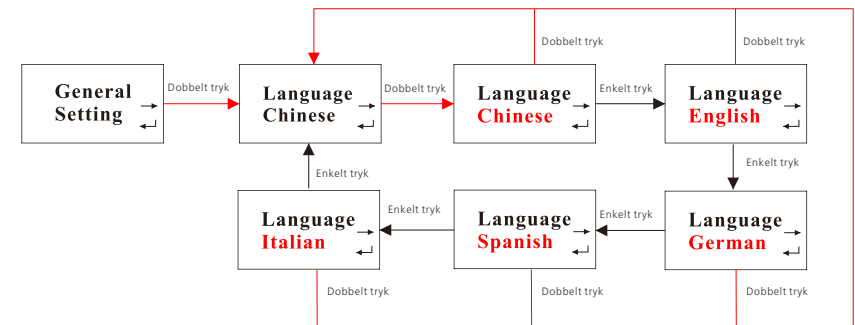 Dobbelt tryk
Dobbelt tryk
General
Setting
Dobbelt tryk
Language
Chinese
Dobbelt tryk
Language
Chinese
Enkelt tryk
Language
English
Enkelt tryk
Enkelt tryk
Language
Italian
Enkelt tryk
Language
Spanish
Enkelt tryk
Language
German
Dobbelt tryk
Dobbelt tryk
Dobbelt tryk